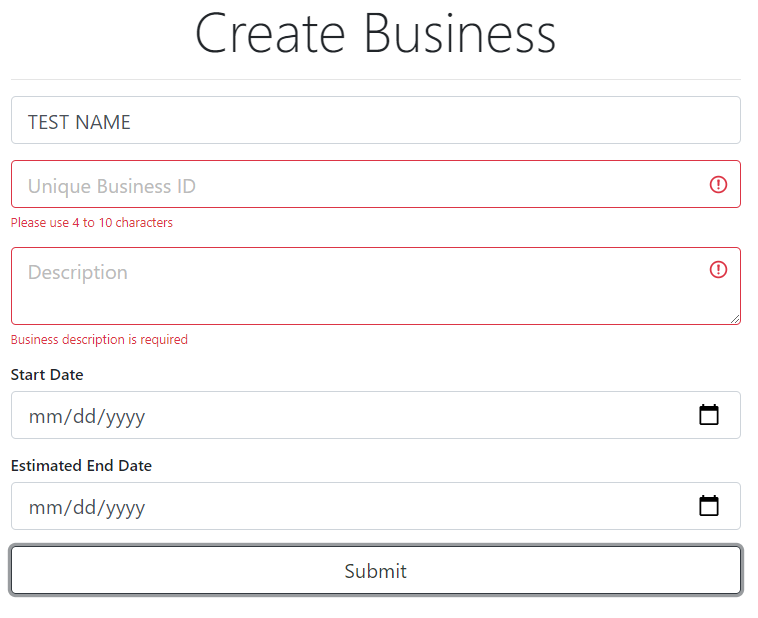 Create Business
TEST NAME
Unique Business ID
Please use 4 to 10 characters
Description
Business description is required
Start Date
mm/dd/yyyy
Estimated End Date
mm/dd/yyyy
Submit